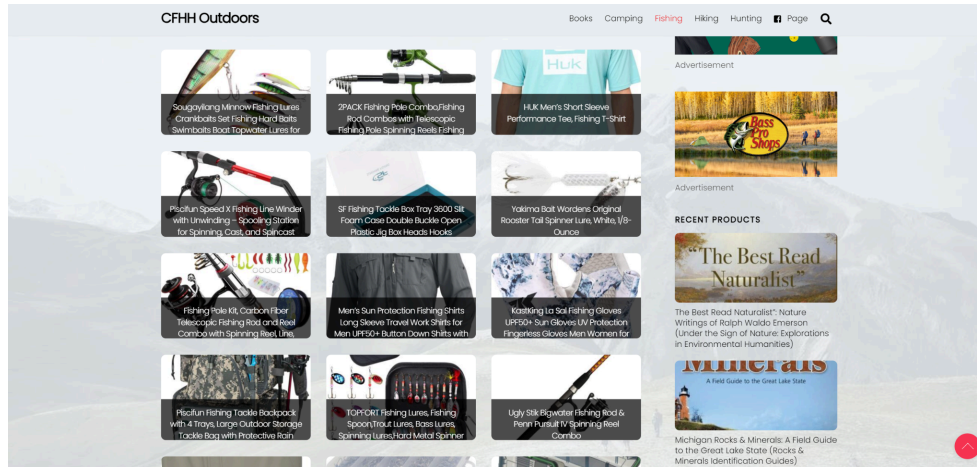 CFHH Outdoors
Books Camping Fishing Hiking Hunting Page
Sougayilang Minnow Fishing Lures
Crankbaits Set Fishing Hard Baits
Swimbaits Boat Topwater Lures for
2PACK Fishing Pole Combo,Fishing
Rod Combos with Telescopic
Fishing Pole Spinning Reels Fishing
HUK
HUK Men's Short Sleeve
Performance Tee, Fishing T-Shirt
Advertisement
Bass
Pro
Shops
Advertisement
Piscifun Speed X Fishing Line Winder
with Unwinding – Spooling Station
for Spinning, Cast, and Spincast
SF Fishing Tackle Box Tray 3600 Slit
Foam Case Double Buckle Open
Plastic Jig Box Heads Hooks
Yakima Bait Wordens Original
Rooster Tail Spinner Lure, White, 1/8-
Ounce
RECENT PRODUCTS
"The Best Read
Naturalist"
The Best Read Naturalist": Nature
Writings of Ralph Waldo Emerson
(Under the Sign of Nature: Explorations
in Environmental Humanities)
Fishing Pole Kit, Carbon Fiber
Telescopic Fishing Rod and Reel
Combo with Spinning Reel, Line,
Men's Sun Protection Fishing Shirts
Long Sleeve Travel Work Shirts for
Men UPF50+ Button Down Shirts with
KastKing La Sal Fishing Gloves
UPF50+ Sun Gloves UV Protection
Fingerless Gloves Men Women for
Piscifun Fishing Tackle Backpack
with 4 Trays, Large Outdoor Storage
Tackle Bag with Protective Rain
TOPFORT Fishing Lures, Fishing
Spoon,Trout Lures, Bass Lures,
Spinning Lures,Hard Metal Spinner
Ugly Stik Bigwater Fishing Rod &
Penn Pursuit IV Spinning Reel
Combo
Minerals
A Field Guide to the Great Lake State
Michigan Rocks & Minerals: A Field Guide
to the Great Lake State (Rocks &
Minerals Identification Guides)